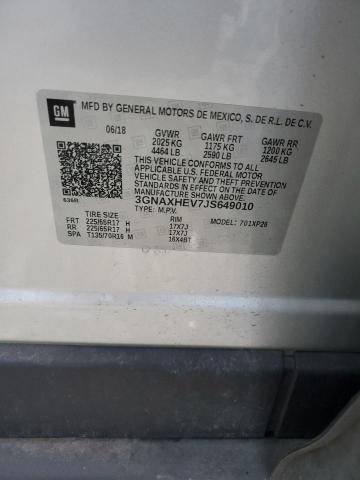 GM
MFD BY GENERAL MOTORS DE MEXICO, S. DE R.L. DE C.V.
06/18 GVWR GAWR FRT GAWR RR
2025 KG 1175 KG 1200 KG
4464 LB 2590 LB 2645 LB
THIS VEHICLE CONFORMS TO ALL
APPLICABLE U.S. FEDERAL MOTOR
VEHICLE SAFETY, BUMPER, AND THEFT
PREVENTION STANDARDS IN
EFFECT ON THE DATE OF
MANUFACTURE SHOWN ABOVE.
3GNAXHEV7JS649010
TYPE: M.P.V. MODEL: 701XP26
TIRE SIZE RIM
FRT 225/65R17 H 17X7J
RR 225/65R17 H 17X7J
SPA T135/70R16 M 16X4BT